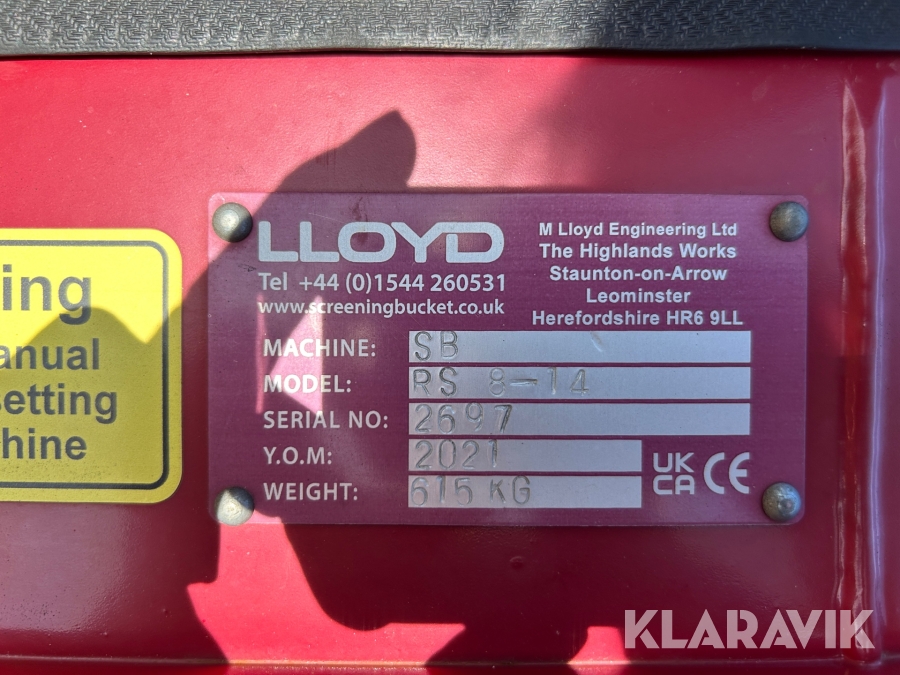 LLOYD
Tel +44 (0)1544 260531
www.screeningbucket.co.uk
M Lloyd Engineering Ltd
The Highlands Works
Staunton-on-Arrow
Leominster
Herefordshire HR6 9LL
MACHINE: SB
MODEL: RS 8-14
SERIAL NO: 2697
Y.O.M: 2021
WEIGHT: 615 KG
UK
CA CE
ing
anual
setting
hine
KLARAVIK